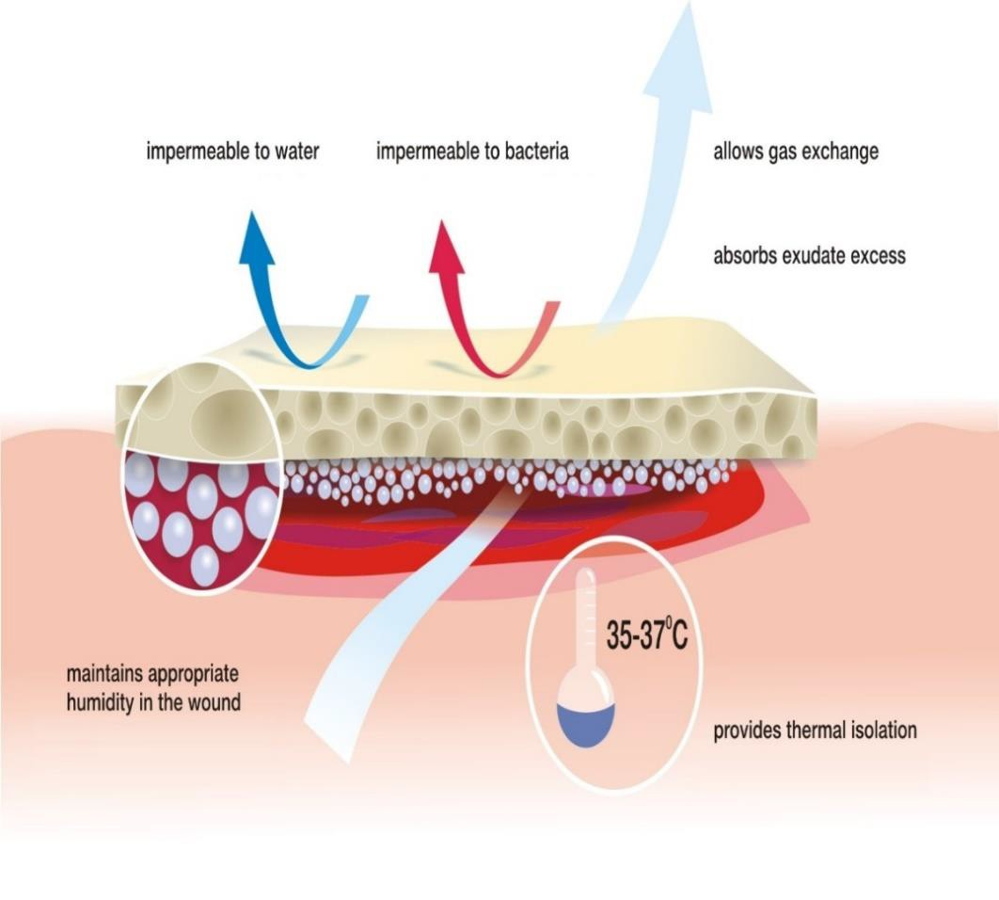 impermeable to water
impermeable to bacteria
allows gas exchange
absorbs exudate excess
35-37⁰C
maintains appropriate
humidity in the wound
provides thermal isolation